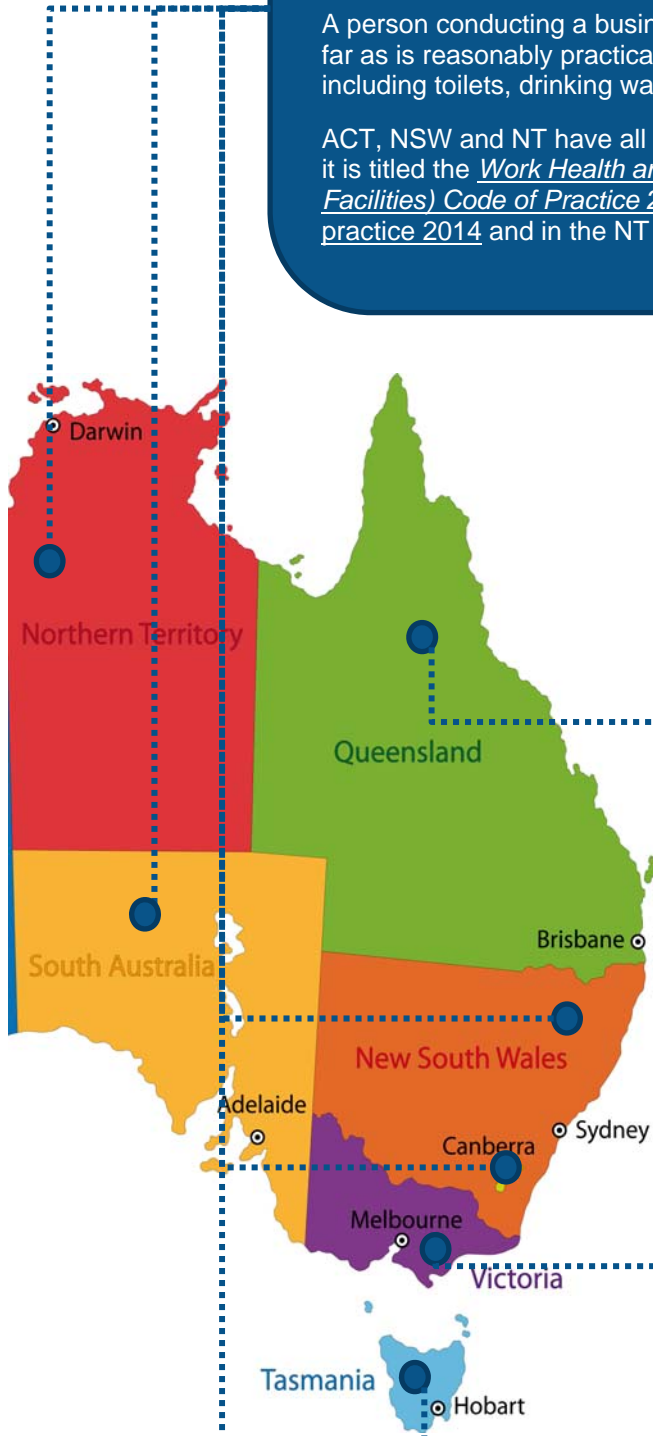 A person conducting a busin
far as is reasonably practica
including toilets, drinking wa
ACT, NSW and NT have all
it is titled the Work Health an
Facilities) Code of Practice 2
practice 2014 and in the NT
Darwin
Northern Territory
Queensland
Brisbane
South Australia
New South Wales
Adelaide
Sydney
Canberra
Melbourne
Victoria
Tasmania
Hobart